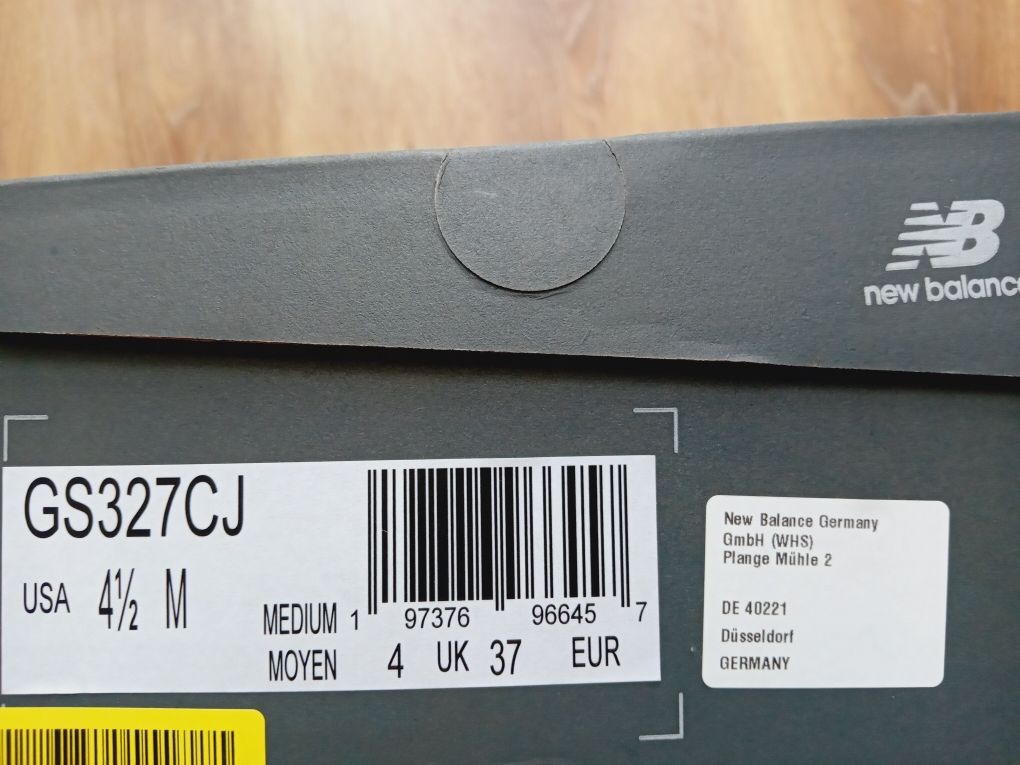 NB
new balance
GS327CJ
USA 4½ M
MEDIUM
MOYEN
1 97376 96645 7
4 UK 37 EUR
New Balance Germany
GmbH (WHS)
Plange Mühle 2
DE 40221
Düsseldorf
GERMANY